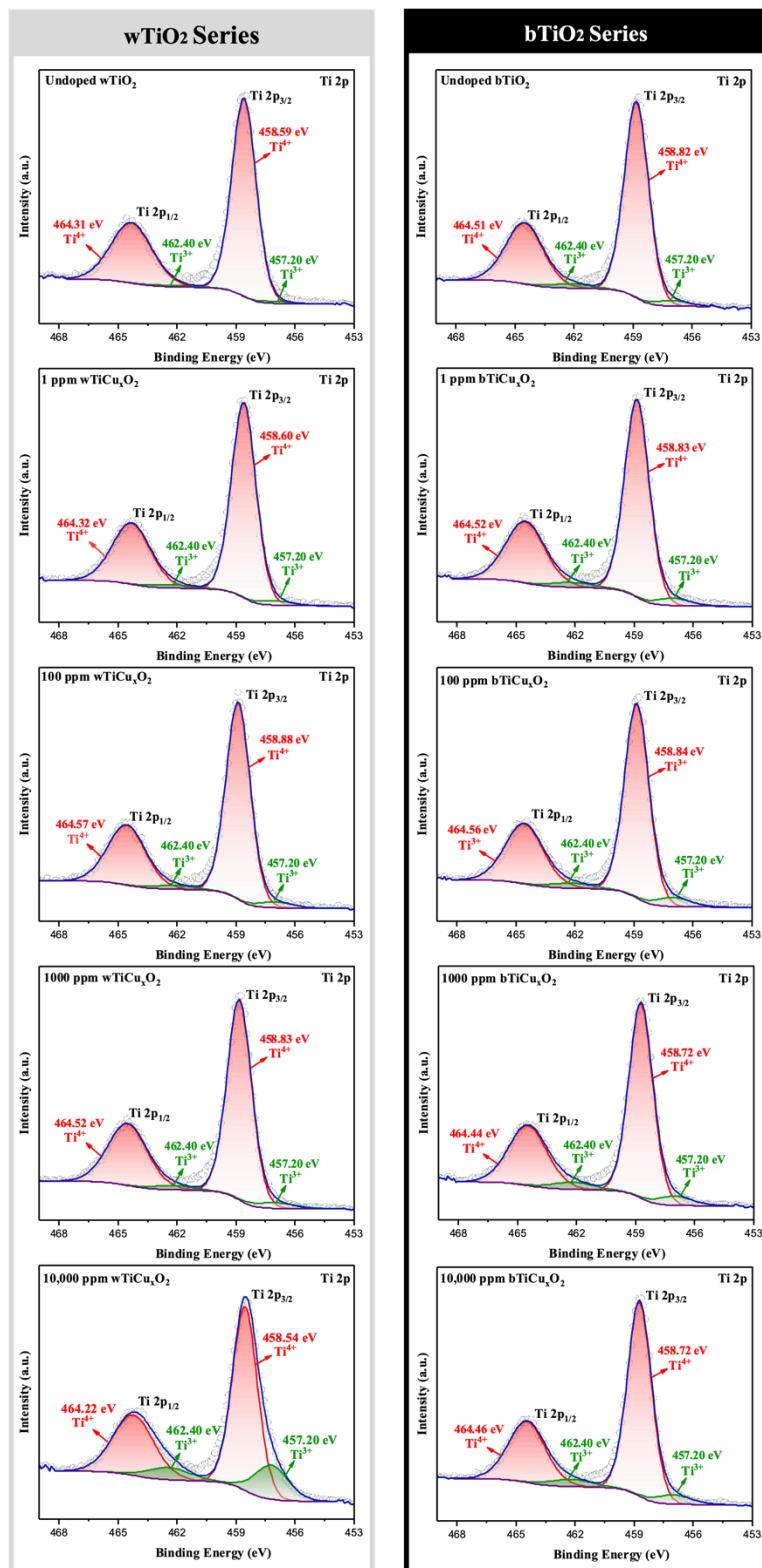 wTiO2 Series
Undoped wTiO₂
Ti 2p
Ti 2p₃/₂
458.59 eV
Ti⁴⁺
Ti 2p₁/₂
464.31 eV
Ti⁴⁺
462.40 eV
Ti³⁺
457.20 eV
Ti³⁺
Intensity (a.u.)
468 465 462 459 456 453
Binding Energy (eV)
1 ppm wTiCuₓO₂
Ti 2p
Ti 2p₃/₂
458.60 eV
Ti⁴⁺
Ti 2p₁/₂
464.32 eV
Ti⁴⁺
462.40 eV
Ti³⁺
457.20 eV
Ti³⁺
Intensity (a.u.)
468 465 462 459 456 453
Binding Energy (eV)
100 ppm wTiCuₓO₂
Ti 2p
Ti 2p₃/₂
458.88 eV
Ti⁴⁺
Ti 2p₁/₂
464.57 eV
Ti⁴⁺
462.40 eV
Ti³⁺
457.20 eV
Ti³⁺
Intensity (a.u.)
468 465 462 459 456 453
Binding Energy (eV)
1000 ppm wTiCuₓO₂
Ti 2p
Ti 2p₃/₂
458.83 eV
Ti⁴⁺
Ti 2p₁/₂
464.52 eV
Ti⁴⁺
462.40 eV
Ti³⁺
457.20 eV
Ti³⁺
Intensity (a.u.)
468 465 462 459 456 453
Binding Energy (eV)
10,000 ppm wTiCuₓO₂
Ti 2p
Ti 2p₃/₂
458.54 eV
Ti⁴⁺
Ti 2p₁/₂
464.22 eV
Ti⁴⁺
462.40 eV
Ti³⁺
457.20 eV
Ti³⁺
Intensity (a.u.)
468 465 462 459 456 453
Binding Energy (eV)
bTiO2 Series
Undoped bTiO₂
Ti 2p
Ti 2p₃/₂
458.82 eV
Ti⁴⁺
Ti 2p₁/₂
464.51 eV
Ti⁴⁺
462.40 eV
Ti³⁺
457.20 eV
Ti³⁺
Intensity (a.u.)
468 465 462 459 456 453
Binding Energy (eV)
1 ppm bTiCuₓO₂
Ti 2p
Ti 2p₃/₂
458.83 eV
Ti⁴⁺
Ti 2p₁/₂
464.52 eV
Ti⁴⁺
462.40 eV
Ti³⁺
457.20 eV
Ti³⁺
Intensity (a.u.)
468 465 462 459 456 453
Binding Energy (eV)
100 ppm bTiCuₓO₂
Ti 2p
Ti 2p₃/₂
458.84 eV
Ti³⁺
Ti 2p₁/₂
464.56 eV
Ti³⁺
462.40 eV
Ti³⁺
457.20 eV
Ti³⁺
Intensity (a.u.)
468 465 462 459 456 453
Binding Energy (eV)
1000 ppm bTiCuₓO₂
Ti 2p
Ti 2p₃/₂
458.72 eV
Ti⁴⁺
Ti 2p₁/₂
464.44 eV
Ti⁴⁺
462.40 eV
Ti³⁺
457.20 eV
Ti³⁺
Intensity (a.u.)
468 465 462 459 456 453
Binding Energy (eV)
10,000 ppm bTiCuₓO₂
Ti 2p
Ti 2p₃/₂
458.72 eV
Ti⁴⁺
Ti 2p₁/₂
464.46 eV
Ti⁴⁺
462.40 eV
Ti³⁺
457.20 eV
Ti³⁺
Intensity (a.u.)
468 465 462 459 456 453
Binding Energy (eV)